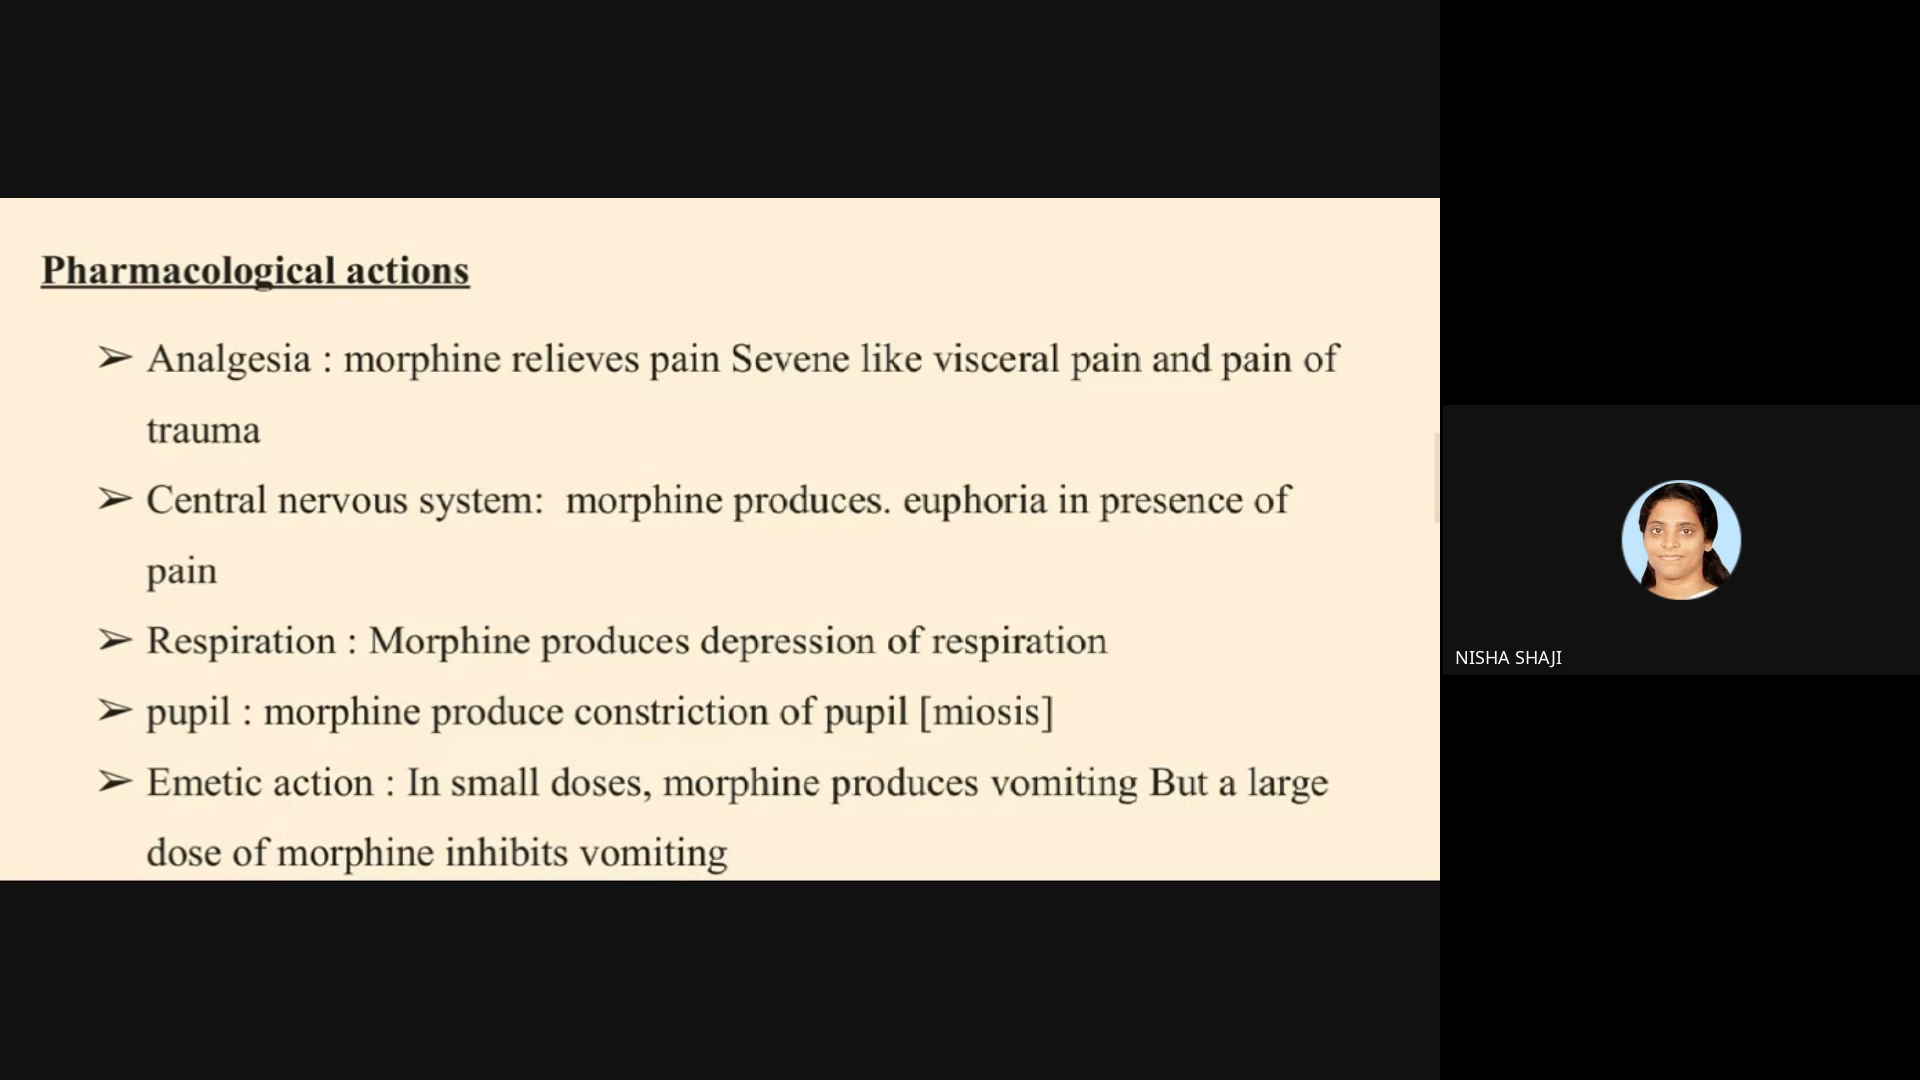 Pharmacological actions
➢ Analgesia : morphine relieves pain Sevene like visceral pain and pain of
trauma
➢ Central nervous system:  morphine produces. euphoria in presence of
pain
➢ Respiration : Morphine produces depression of respiration
➢ pupil : morphine produce constriction of pupil [miosis]
➢ Emetic action : In small doses, morphine produces vomiting But a large
dose of morphine inhibits vomiting
NISHA SHAJI